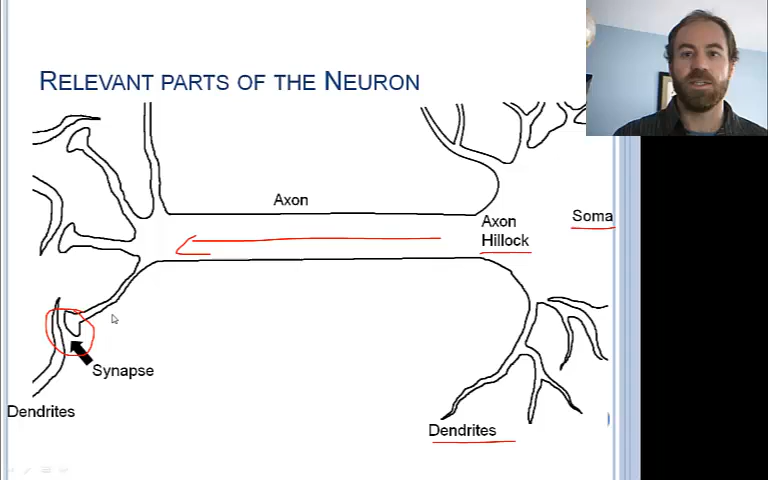 RELEVANT PARTS OF THE NEURON
Axon
Axon
Hillock
Soma
Synapse
Dendrites
Dendrites